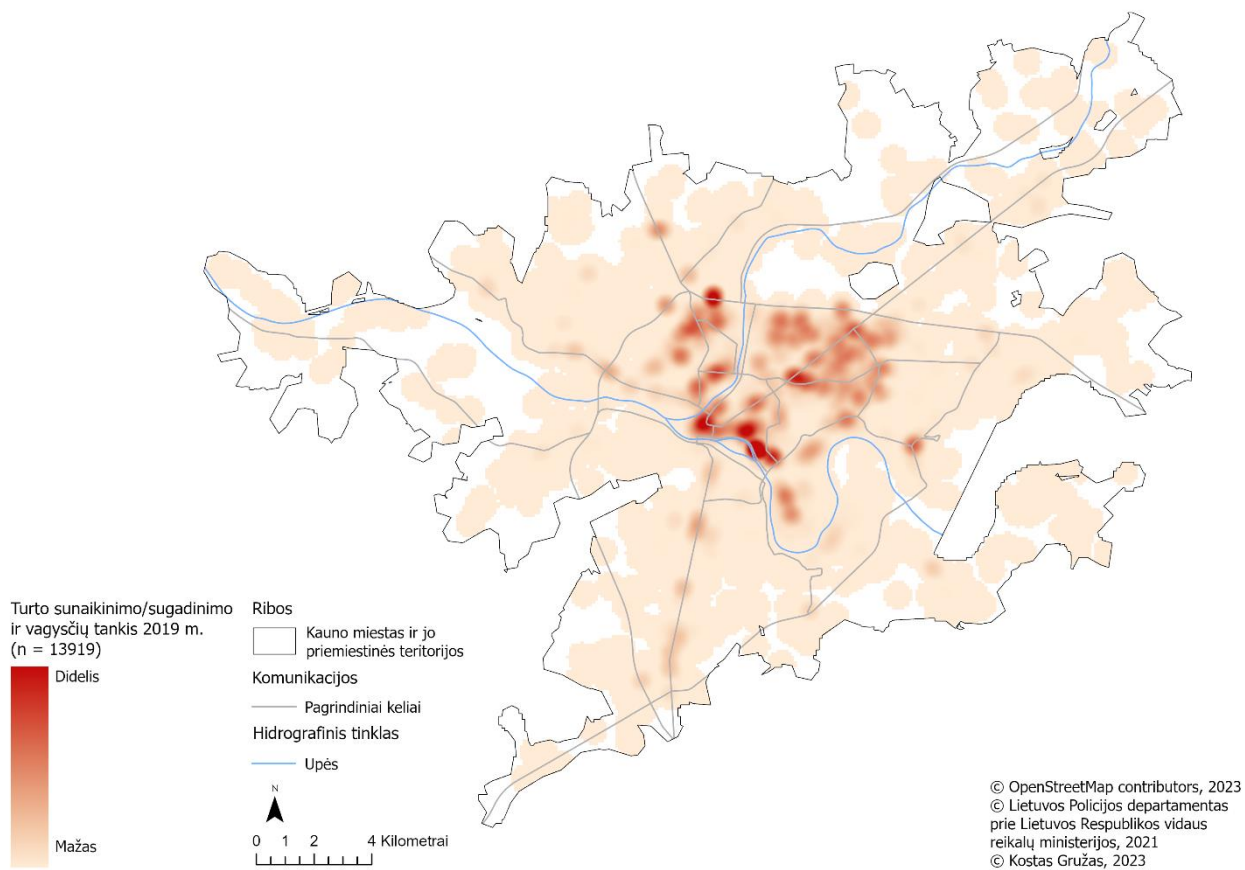 Turto sunaikinimo/sugadinimo
ir vagysčių tankis 2019 m.
(n = 13919)
Didelis
Mažas
Ribos
Kauno miestas ir jo
priemiestinės teritorijos
Komunikacijos
Pagrindiniai keliai
Hidrografinis tinklas
Upės
N
0 1 2 4 Kilometrai
© OpenStreetMap contributors, 2023
© Lietuvos Policijos departamentas
prie Lietuvos Respublikos vidaus
reikalų ministerijos, 2021
© Kostas Gružas, 2023